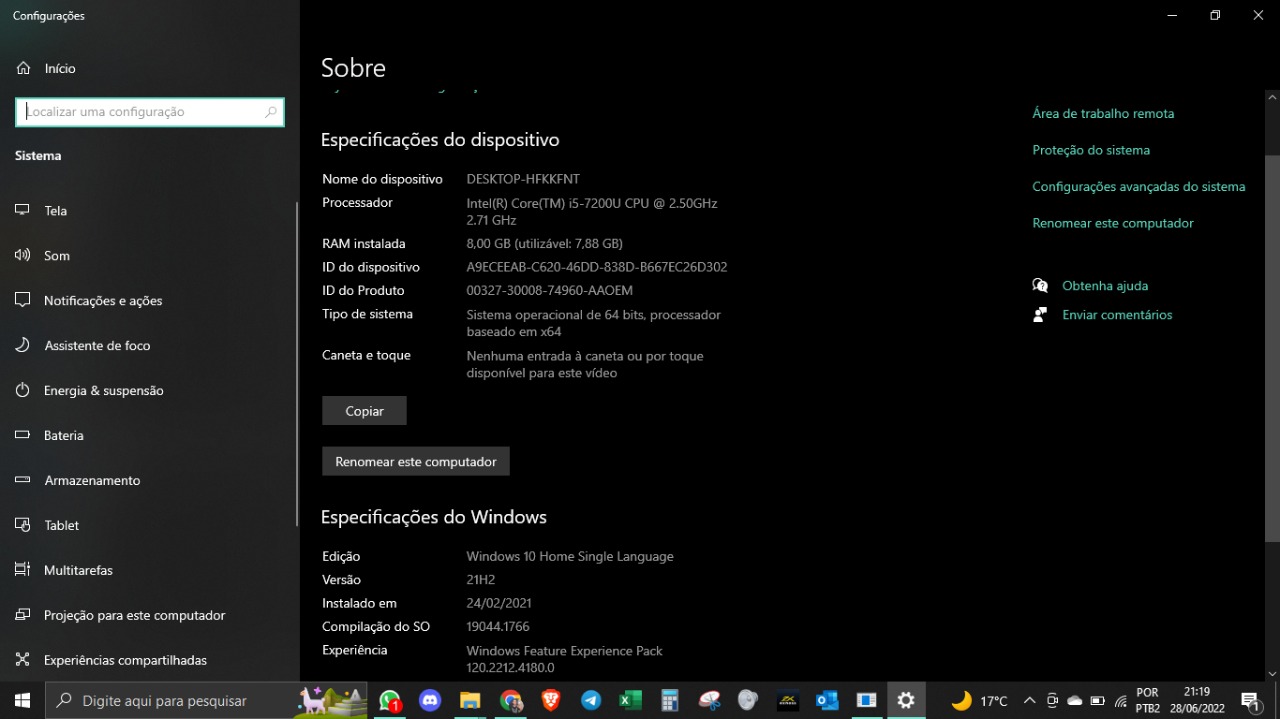 Configurações
Início
Localizar uma configuração
Sistema
Tela
Som
Notificações e ações
Assistente de foco
Energia & suspensão
Bateria
Armazenamento
Tablet
Multitarefas
Projeção para este computador
Experiências compartilhadas
Sobre
Especificações do dispositivo
Nome do dispositivo DESKTOP-HFKKFNT
Processador Intel(R) Core(TM) i5-7200U CPU @ 2.50GHz
2.71 GHz
RAM instalada 8,00 GB (utilizável: 7,88 GB)
ID do dispositivo A9ECEEAB-C620-46DD-838D-B667EC26D302
ID do Produto 00327-30008-74960-AAOEM
Tipo de sistema Sistema operacional de 64 bits, processador
baseado em x64
Caneta e toque Nenhuma entrada à caneta ou por toque
disponível para este vídeo
Copiar
Renomear este computador
Especificações do Windows
Edição Windows 10 Home Single Language
Versão 21H2
Instalado em 24/02/2021
Compilação do SO 19044.1766
Experiência Windows Feature Experience Pack
120.2212.4180.0
Área de trabalho remota
Proteção do sistema
Configurações avançadas do sistema
Renomear este computador
Obtenha ajuda
Enviar comentários
Digite aqui para pesquisar
1
17°C
POR
PTB2
21:19
28/06/2022
1